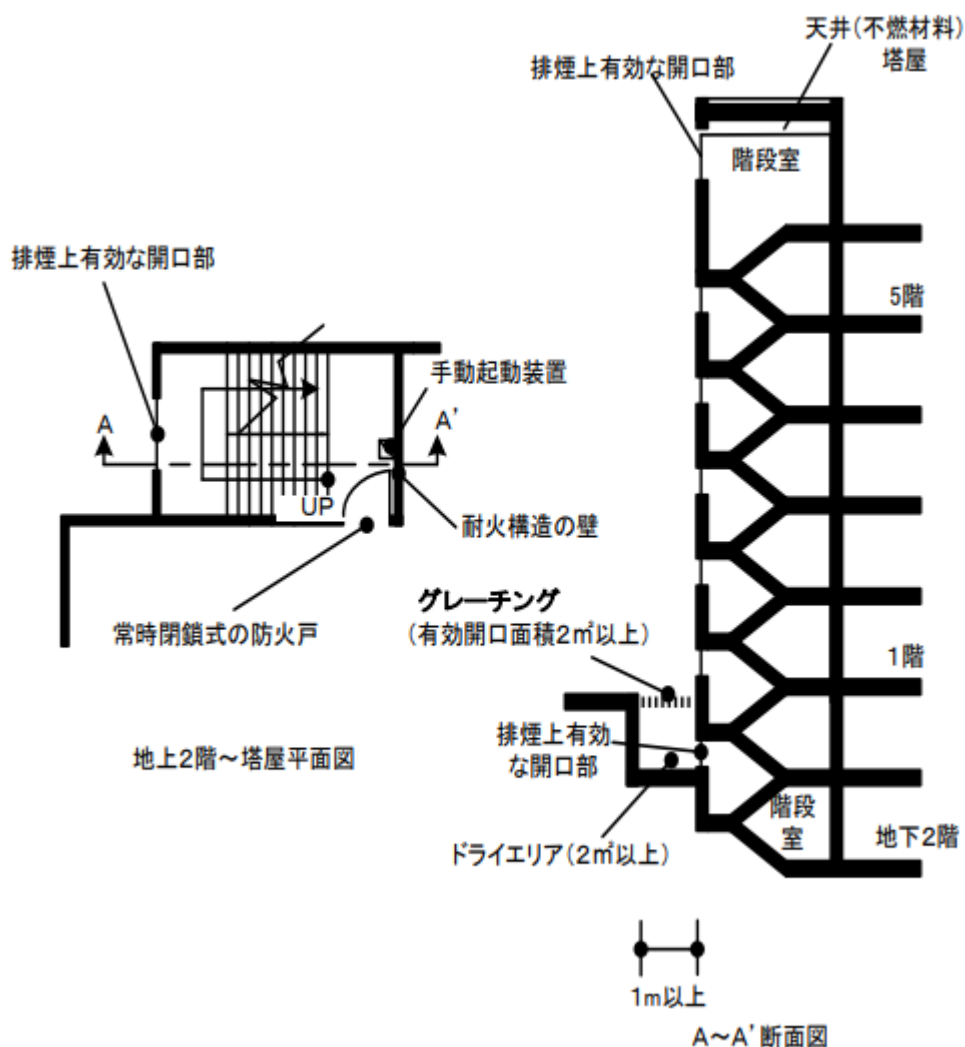 天井(不燃材料)
塔屋
排煙上有効な開口部
階段室
排煙上有効な開口部
5階
手動起動装置
A
A'
UP
耐火構造の壁
グレーチング
(有効開口面積2㎡以上)
常時閉鎖式の防火戸
1階
地上2階～塔屋平面図
排煙上有効
な開口部
階段
室
ドライエリア(2㎡以上)
地下2階
1m以上
A～A'断面図